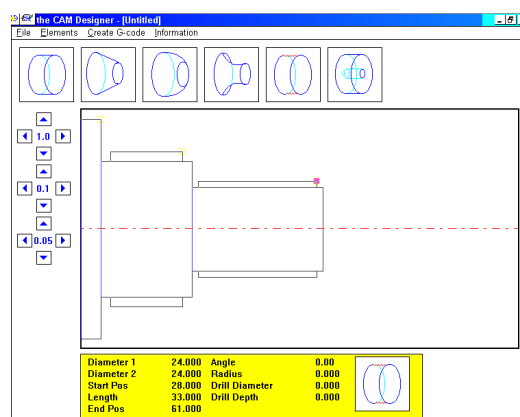 the CAM Designer - [Untitled]
File Elements Create G-code Information
1.0
0.1
0.05
Diameter 1 24.000 Angle 0.00
Diameter 2 24.000 Radius 0.000
Start Pos 28.000 Drill Diameter 0.000
Length 33.000 Drill Depth 0.000
End Pos 61.000